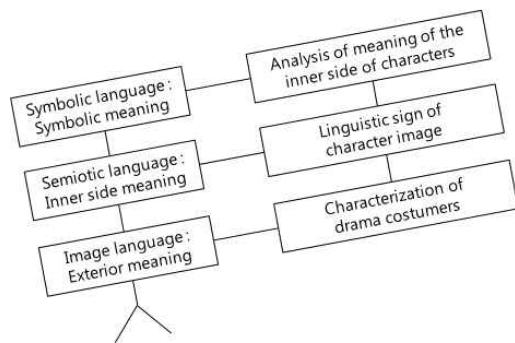 Symbolic language:
Symbolic meaning
Analysis of meaning of the
inner side of characters
Semiotic language:
Inner side meaning
Linguistic sign of
character image
Image language:
Exterior meaning
Characterization of
drama costumers